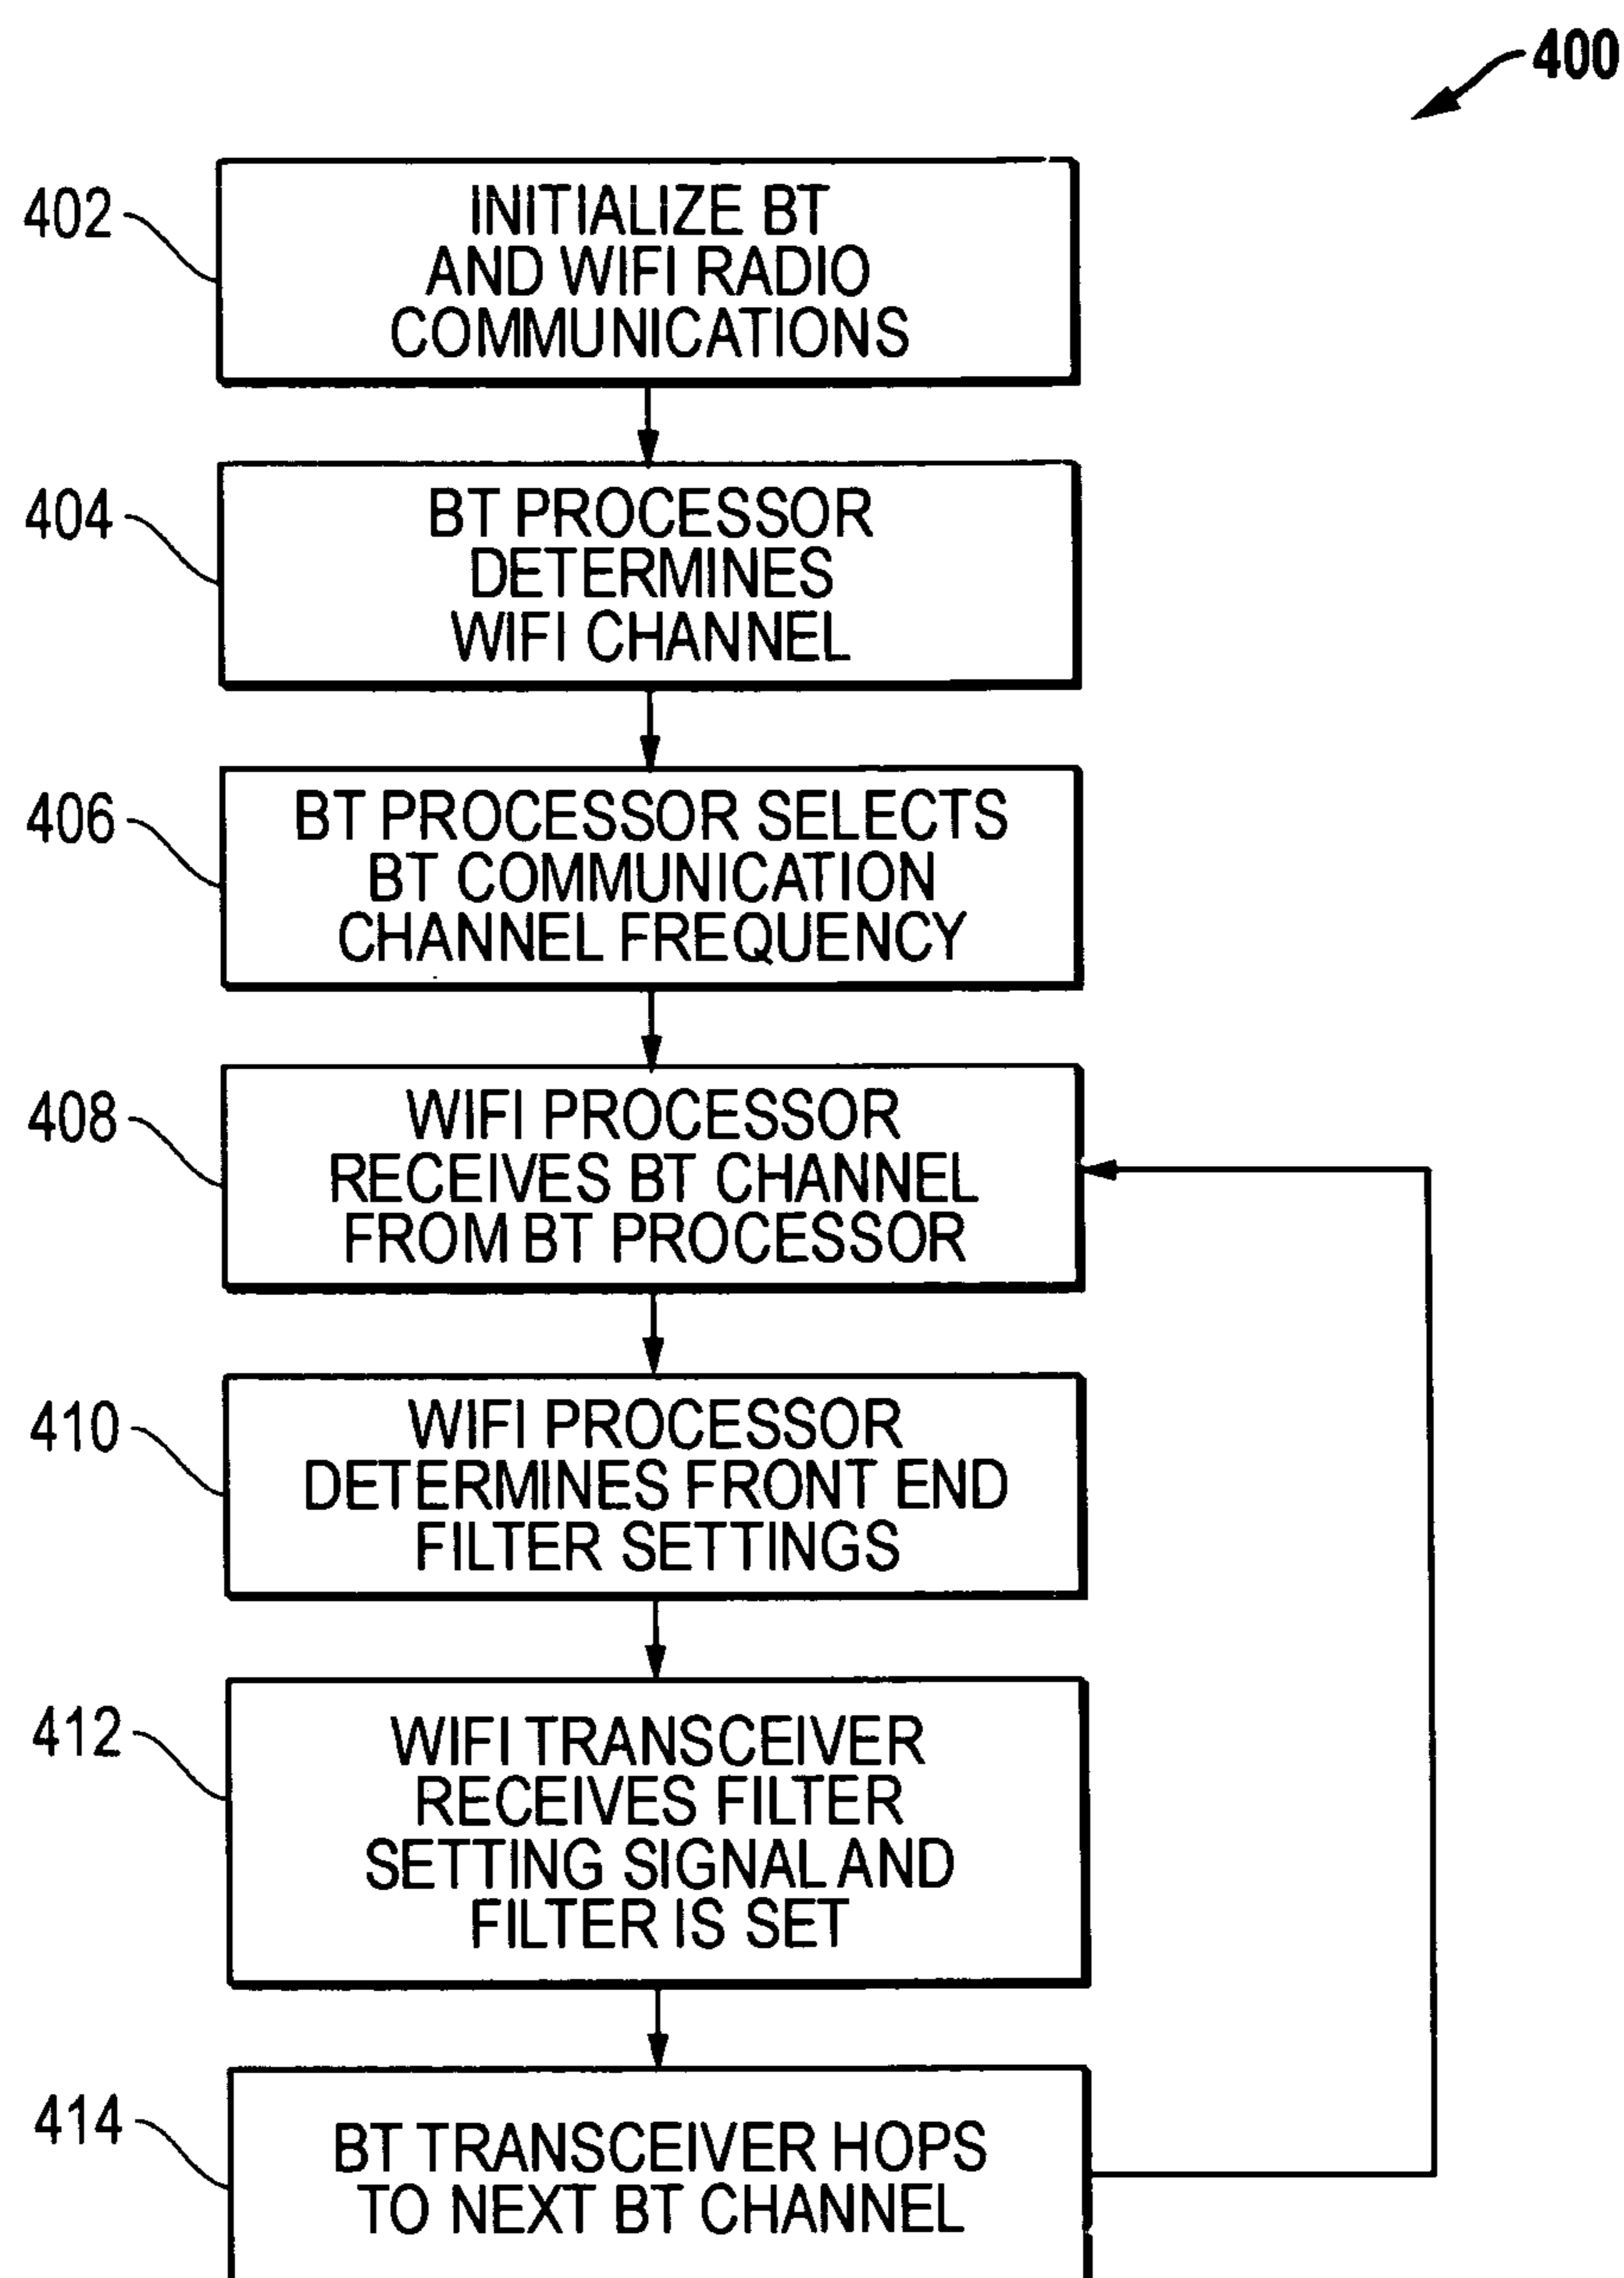 400
402
INITIALIZE BT
AND WIFI RADIO
COMMUNICATIONS
404
BT PROCESSOR
DETERMINES
WIFI CHANNEL
406
BT PROCESSOR SELECTS
BT COMMUNICATION
CHANNEL FREQUENCY
408
WIFI PROCESSOR
RECEIVES BT CHANNEL
FROM BT PROCESSOR
410
WIFI PROCESSOR
DETERMINES FRONT END
FILTER SETTINGS
412
WIFI TRANSCEIVER
RECEIVES FILTER
SETTING SIGNAL AND
FILTER IS SET
414
BT TRANSCEIVER HOPS
TO NEXT BT CHANNEL